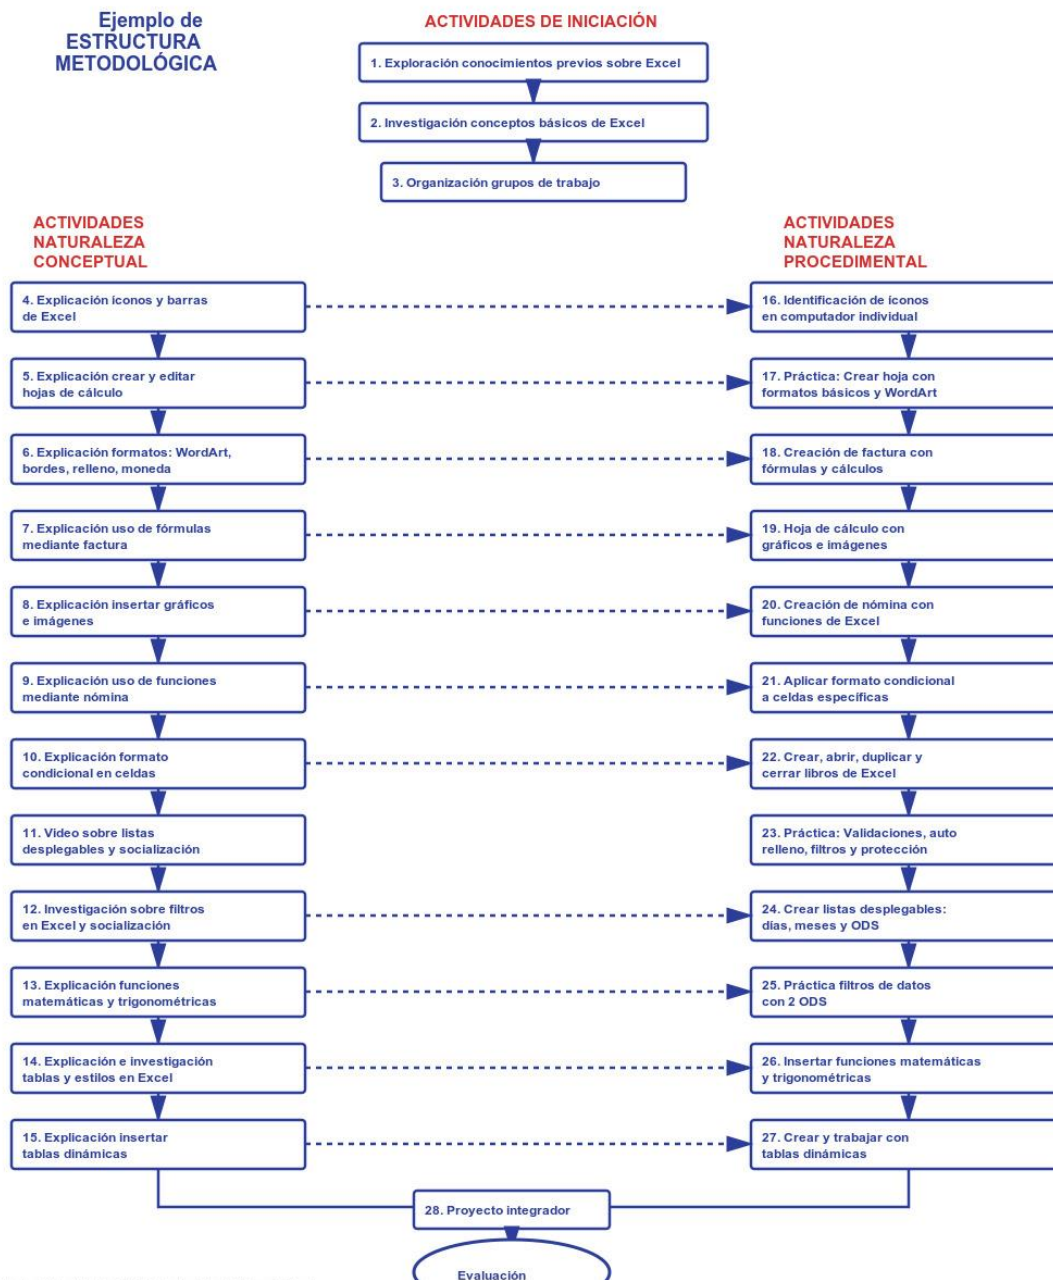 Ejemplo de
ESTRUCTURA
METODOLÓGICA
ACTIVIDADES DE INICIACIÓN
1. Exploración conocimientos previos sobre Excel
2. Investigación conceptos básicos de Excel
3. Organización grupos de trabajo
ACTIVIDADES
NATURALEZA
CONCEPTUAL
4. Explicación íconos y barras
de Excel
5. Explicación crear y editar
hojas de cálculo
6. Explicación formatos: WordArt,
bordes, relleno, moneda
7. Explicación uso de fórmulas
mediante factura
8. Explicación insertar gráficos
e imágenes
9. Explicación uso de funciones
mediante nómina
10. Explicación formato
condicional en celdas
11. Video sobre listas
desplegables y socialización
12. Investigación sobre filtros
en Excel y socialización
13. Explicación funciones
matemáticas y trigonométricas
14. Explicación e investigación
tablas y estilos en Excel
15. Explicación insertar
tablas dinámicas
ACTIVIDADES
NATURALEZA
PROCEDIMENTAL
16. Identificación de íconos
en computador individual
17. Práctica: Crear hoja con
formatos básicos y WordArt
18. Creación de factura con
fórmulas y cálculos
19. Hoja de cálculo con
gráficos e imágenes
20. Creación de nómina con
funciones de Excel
21. Aplicar formato condicional
a celdas específicas
22. Crear, abrir, duplicar y
cerrar libros de Excel
23. Práctica: Validaciones, auto
relleno, filtros y protección
24. Crear listas desplegables:
días, meses y ODS
25. Práctica filtros de datos
con 2 ODS
26. Insertar funciones matemáticas
y trigonométricas
27. Crear y trabajar con
tablas dinámicas
28. Proyecto integrador
Evaluación